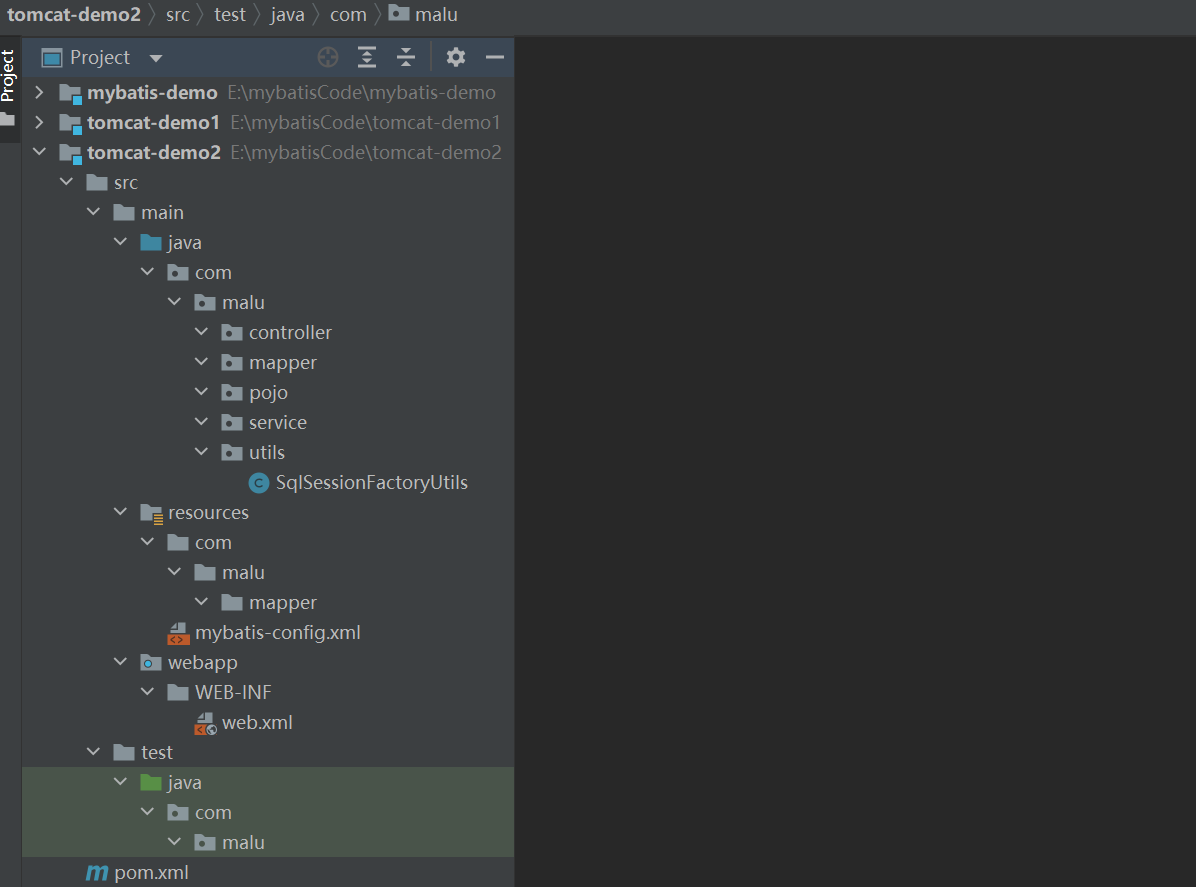 tomcat-demo2 src test java com malu
Project
Project
mybatis-demo E:\mybatisCode\mybatis-demo
tomcat-demo1 E:\mybatisCode\tomcat-demo1
tomcat-demo2 E:\mybatisCode\tomcat-demo2
src
main
java
com
malu
controller
mapper
pojo
service
utils
C SqlSessionFactoryUtils
resources
com
malu
mapper
mybatis-config.xml
webapp
WEB-INF
web.xml
test
java
com
malu
m pom.xml